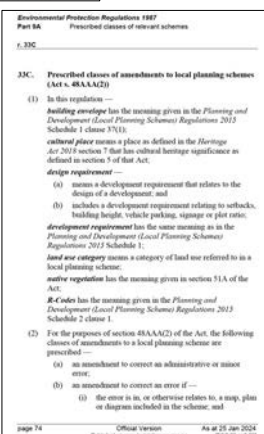 Environmental Protection Regulations 1987
Part 9A Prescribed classes of relevant schemes
r. 33C
33C. Prescribed classes of amendments to local planning schemes
(Act s. 48AAA(2))
(1) In this regulation —
building envelope has the meaning given in the Planning and
Development (Local Planning Schemes) Regulations 2015
Schedule 1 clause 37(1);
cultural place means a place as defined in the Heritage
Act 2018 section 7 that has cultural heritage significance as
defined in section 5 of that Act;
design requirement —
(a) means a development requirement that relates to the
design of a development; and
(b) includes a development requirement relating to setbacks,
building height, vehicle parking, signage or plot ratio;
development requirement has the same meaning as in the
Planning and Development (Local Planning Schemes)
Regulations 2015 Schedule 1;
land use category means a category of land use referred to in a
local planning scheme;
native vegetation has the meaning given in section 51A of the
Act;
R-Codes has the meaning given in the Planning and
Development (Local Planning Schemes) Regulations 2015
Schedule 2 clause 1.
(2) For the purposes of section 48AAA(2) of the Act, the following
classes of amendments to a local planning scheme are
prescribed —
(a) an amendment to correct an administrative or minor
error;
(b) an amendment to correct an error if —
(i) the error is in, or otherwise relates to, a map, plan
or diagram included in the scheme; and
page 74 Official Version As at 25 Jan 2024